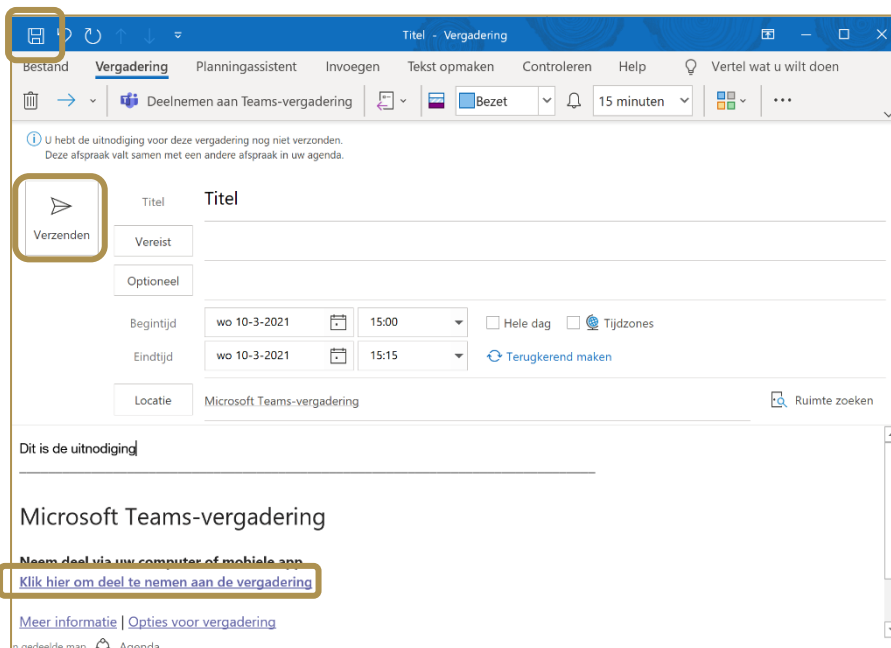 Titel - Vergadering
Bestand Vergadering Planningassistent Invoegen Tekst opmaken Controleren Help Vertel wat u wilt doen
Deelnemen aan Teams-vergadering Bezet 15 minuten
U hebt de uitnodiging voor deze vergadering nog niet verzonden.
Deze afspraak valt samen met een andere afspraak in uw agenda.
Verzenden
Titel Titel
Vereist
Optioneel
Begintijd wo 10-3-2021 15:00 Hele dag Tijdzones
Eindtijd wo 10-3-2021 15:15 Terugkerend maken
Locatie Microsoft Teams-vergadering Ruimte zoeken
Dit is de uitnodiging
Microsoft Teams-vergadering
Neem deel via uw computer of mobiele app
Klik hier om deel te nemen aan de vergadering
Meer informatie | Opties voor vergadering
n gedeelde map Agenda